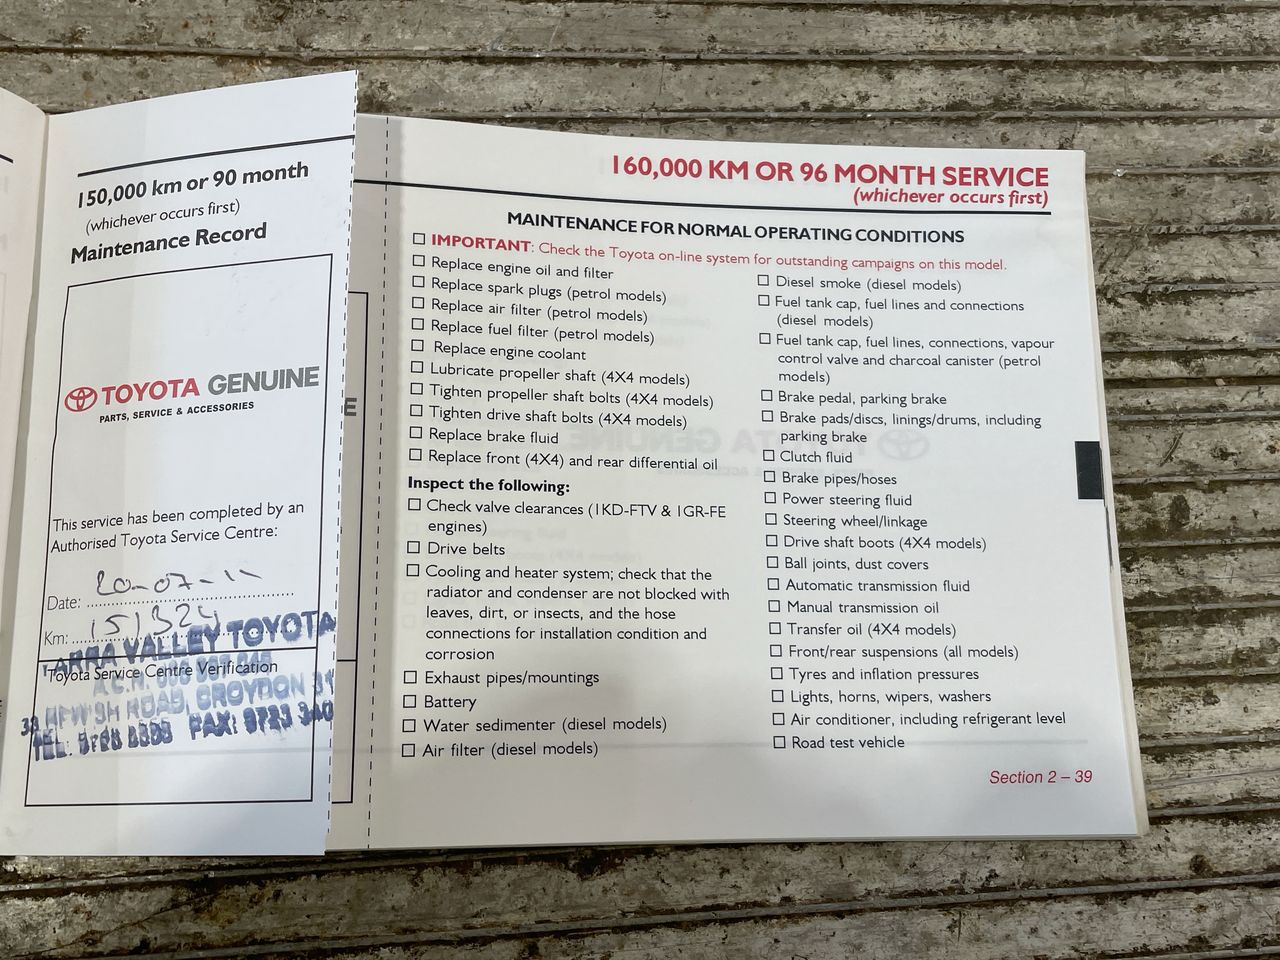 150,000 km or 90 month
(whichever occurs first)
Maintenance Record
TOYOTA GENUINE
PARTS, SERVICE & ACCESSORIES
This service has been completed by an
Authorised Toyota Service Centre:
Date: 20-07-11
Km: 151324
ARRA VALLEY TOYOTA
Toyota Service Centre Verification
A.C.N.
ROAD, CROYDON 31
TEL: FAX: 9723
160,000 KM OR 96 MONTH SERVICE
(whichever occurs first)
MAINTENANCE FOR NORMAL OPERATING CONDITIONS
IMPORTANT: Check the Toyota on-line system for outstanding campaigns on this model.
Replace engine oil and filter
Replace spark plugs (petrol models)
Replace air filter (petrol models)
Replace fuel filter (petrol models)
Replace engine coolant
Lubricate propeller shaft (4X4 models)
Tighten propeller shaft bolts (4X4 models)
Tighten drive shaft bolts (4X4 models)
Replace brake fluid
Replace front (4X4) and rear differential oil
Inspect the following:
Check valve clearances (1KD-FTV & 1GR-FE
engines)
Drive belts
Cooling and heater system; check that the
radiator and condenser are not blocked with
leaves, dirt, or insects, and the hose
connections for installation condition and
corrosion
Exhaust pipes/mountings
Battery
Water sedimenter (diesel models)
Air filter (diesel models)
Diesel smoke (diesel models)
Fuel tank cap, fuel lines and connections
(diesel models)
Fuel tank cap, fuel lines, connections, vapour
control valve and charcoal canister (petrol
models)
Brake pedal, parking brake
Brake pads/discs, linings/drums, including
parking brake
Clutch fluid
Brake pipes/hoses
Power steering fluid
Steering wheel/linkage
Drive shaft boots (4X4 models)
Ball joints, dust covers
Automatic transmission fluid
Manual transmission oil
Transfer oil (4X4 models)
Front/rear suspensions (all models)
Tyres and inflation pressures
Lights, horns, wipers, washers
Air conditioner, including refrigerant level
Road test vehicle
Section 2 – 39